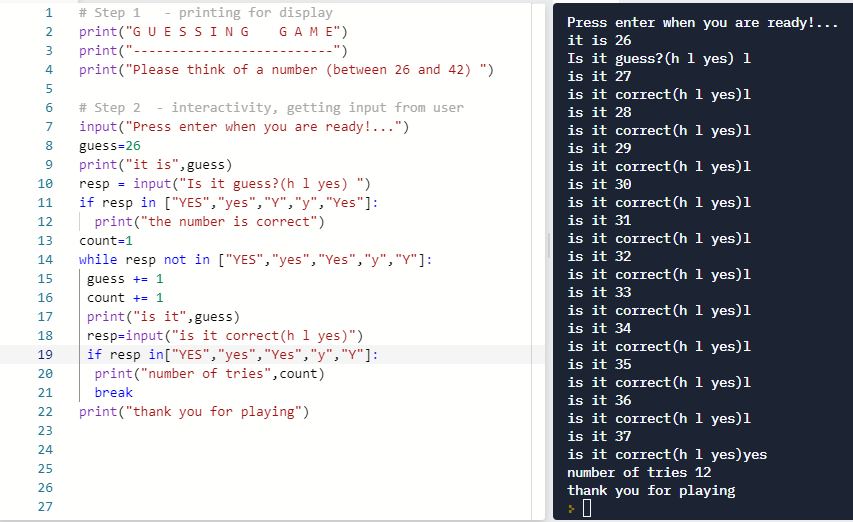 1 # Step 1   - printing for display
2 print("G U E S S I N G    G A M E")
3 print("--------------------------")
4 print("Please think of a number (between 26 and 42) ")
5
6 # Step 2  - interactivity, getting input from user
7 input("Press enter when you are ready!...")
8 guess=26
9 print("it is",guess)
10 resp = input("Is it guess?(h l yes) ")
11 if resp in ["YES","yes","Y","y","Yes"]:
12   print("the number is correct")
13 count=1
14 while resp not in ["YES","yes","Yes","y","Y"]:
15  guess += 1
16  count += 1
17  print("is it",guess)
18  resp=input("is it correct(h l yes)")
19  if resp in["YES","yes","Yes","y","Y"]:
20   print("number of tries",count)
21   break
22 print("thank you for playing")
23
24
25
26
27
Press enter when you are ready!...
it is 26
Is it guess?(h l yes) l
is it 27
is it correct(h l yes)l
is it 28
is it correct(h l yes)l
is it 29
is it correct(h l yes)l
is it 30
is it correct(h l yes)l
is it 31
is it correct(h l yes)l
is it 32
is it correct(h l yes)l
is it 33
is it correct(h l yes)l
is it 34
is it correct(h l yes)l
is it 35
is it correct(h l yes)l
is it 36
is it correct(h l yes)l
is it 37
is it correct(h l yes)yes
number of tries 12
thank you for playing